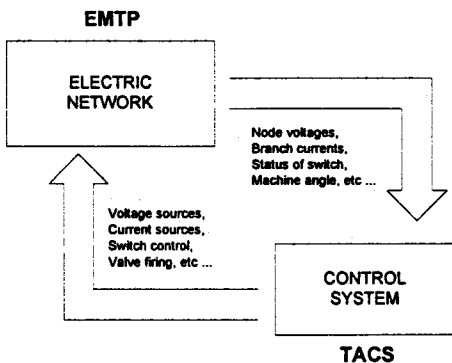 EMTP
ELECTRIC
NETWORK
Node voltages,
Branch currents,
Status of switch,
Machine angle, etc ...
Voltage sources,
Current sources,
Switch control,
Valve firing, etc ...
CONTROL
SYSTEM
TACS